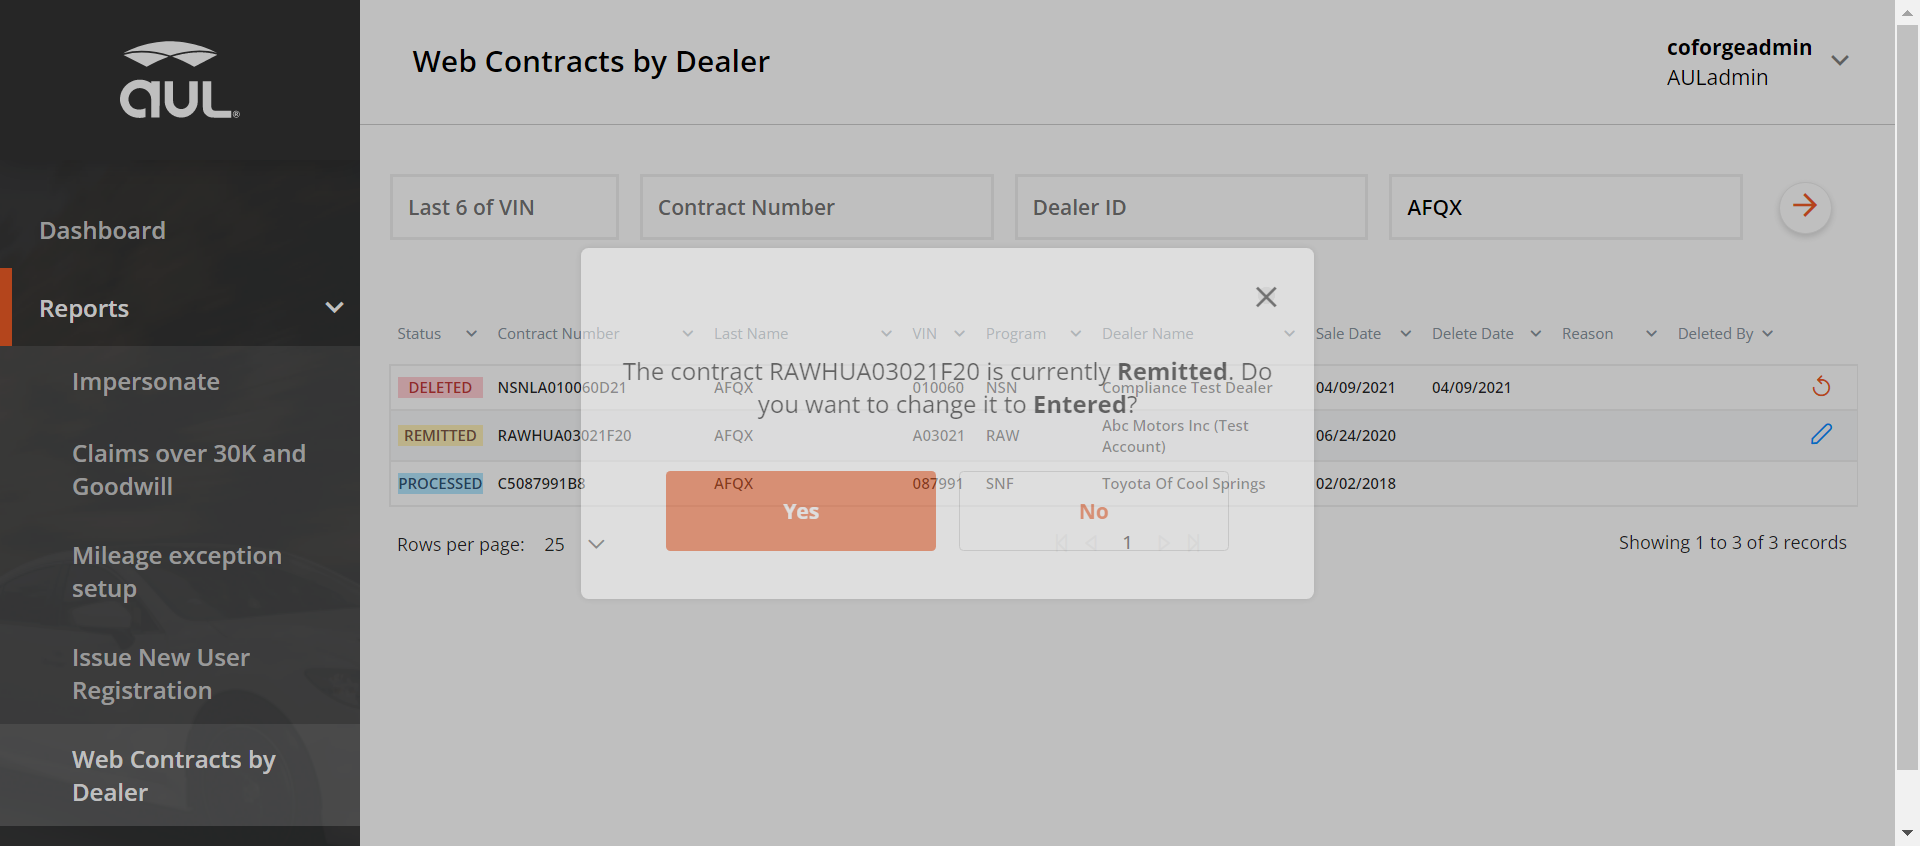 aUL®
Dashboard
Reports
Impersonate
Claims over 30K and
Goodwill
Mileage exception
setup
Issue New User
Registration
Web Contracts by
Dealer
Web Contracts by Dealer
coforgeadmin
AULadmin
Last 6 of VIN
Contract Number
Dealer ID
AFQX
Status Contract Number Last Name VIN Program Dealer Name Sale Date Delete Date Reason Deleted By
DELETED NSNLA010060D21 AFQX 010060 NSN Compliance Test Dealer 04/09/2021 04/09/2021
REMITTED RAWHUA03021F20 AFQX A03021 RAW Abc Motors Inc (Test
Account) 06/24/2020
PROCESSED C5087991B8 AFQX 087991 SNF Toyota Of Cool Springs 02/02/2018
Rows per page: 25
1
Showing 1 to 3 of 3 records
The contract RAWHUA03021F20 is currently Remitted. Do
you want to change it to Entered?
Yes
No